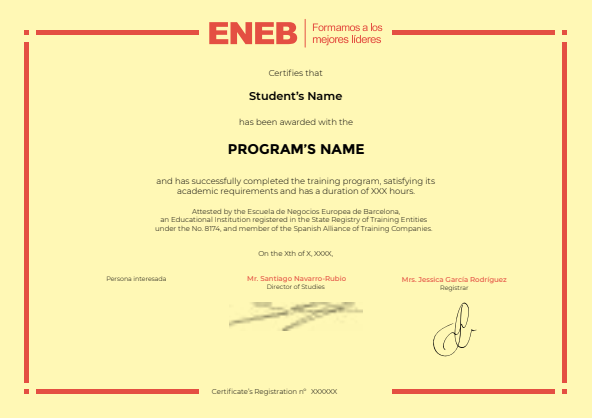 ENEB
Formamos a los
mejores líderes
Certifies that
Student's Name
has been awarded with the
PROGRAM'S NAME
and has successfully completed the training program, satisfying its
academic requirements and has a duration of XXX hours.
Attested by the Escuela de Negocios Europea de Barcelona,
an Educational Institution registered in the State Registry of Training Entities
under the No. 8174, and member of the Spanish Alliance of Training Companies.
On the Xth of X, XXXX,
Persona interesada
Mr. Santiago Navarro-Rubio
Director of Studies
Mrs. Jessica García Rodríguez
Registrar
Certificate's Registration nº XXXXXX